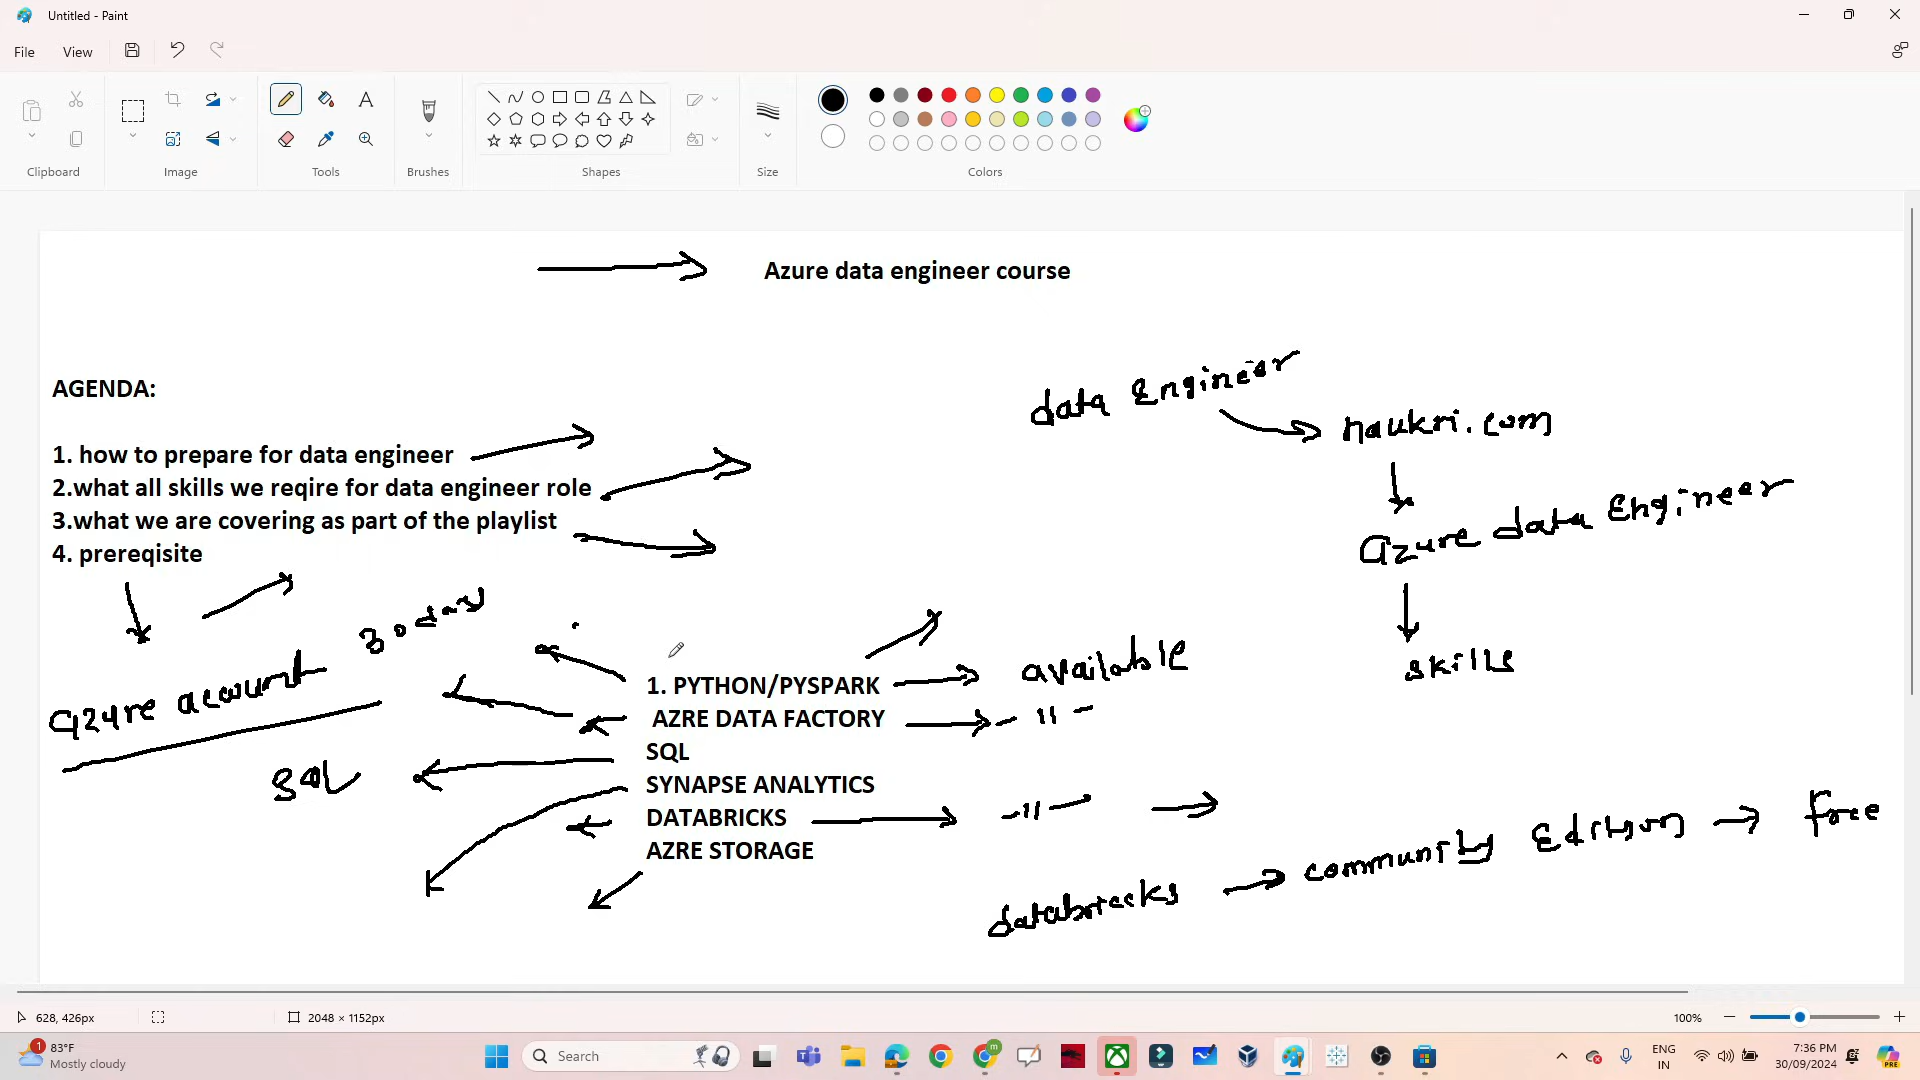 Untitled - Paint
File View
Clipboard Image Tools Brushes Shapes Size Colors
Azure data engineer course
AGENDA:
1. how to prepare for data engineer
2.what all skills we reqire for data engineer role
3.what we are covering as part of the playlist
4. prereqisite
data Engineer
naukri.com
azure data Engineer
skills
30 days
azure account
SQL
1. PYTHON/PYSPARK
AZRE DATA FACTORY
SQL
SYNAPSE ANALYTICS
DATABRICKS
AZRE STORAGE
available
- 11 -
- 11 -
databricks community Edition free
628, 426px
2048 × 1152px
100%
1
83°F
Mostly cloudy
Search
m
ENG
IN
7:36 PM
30/09/2024
PRE